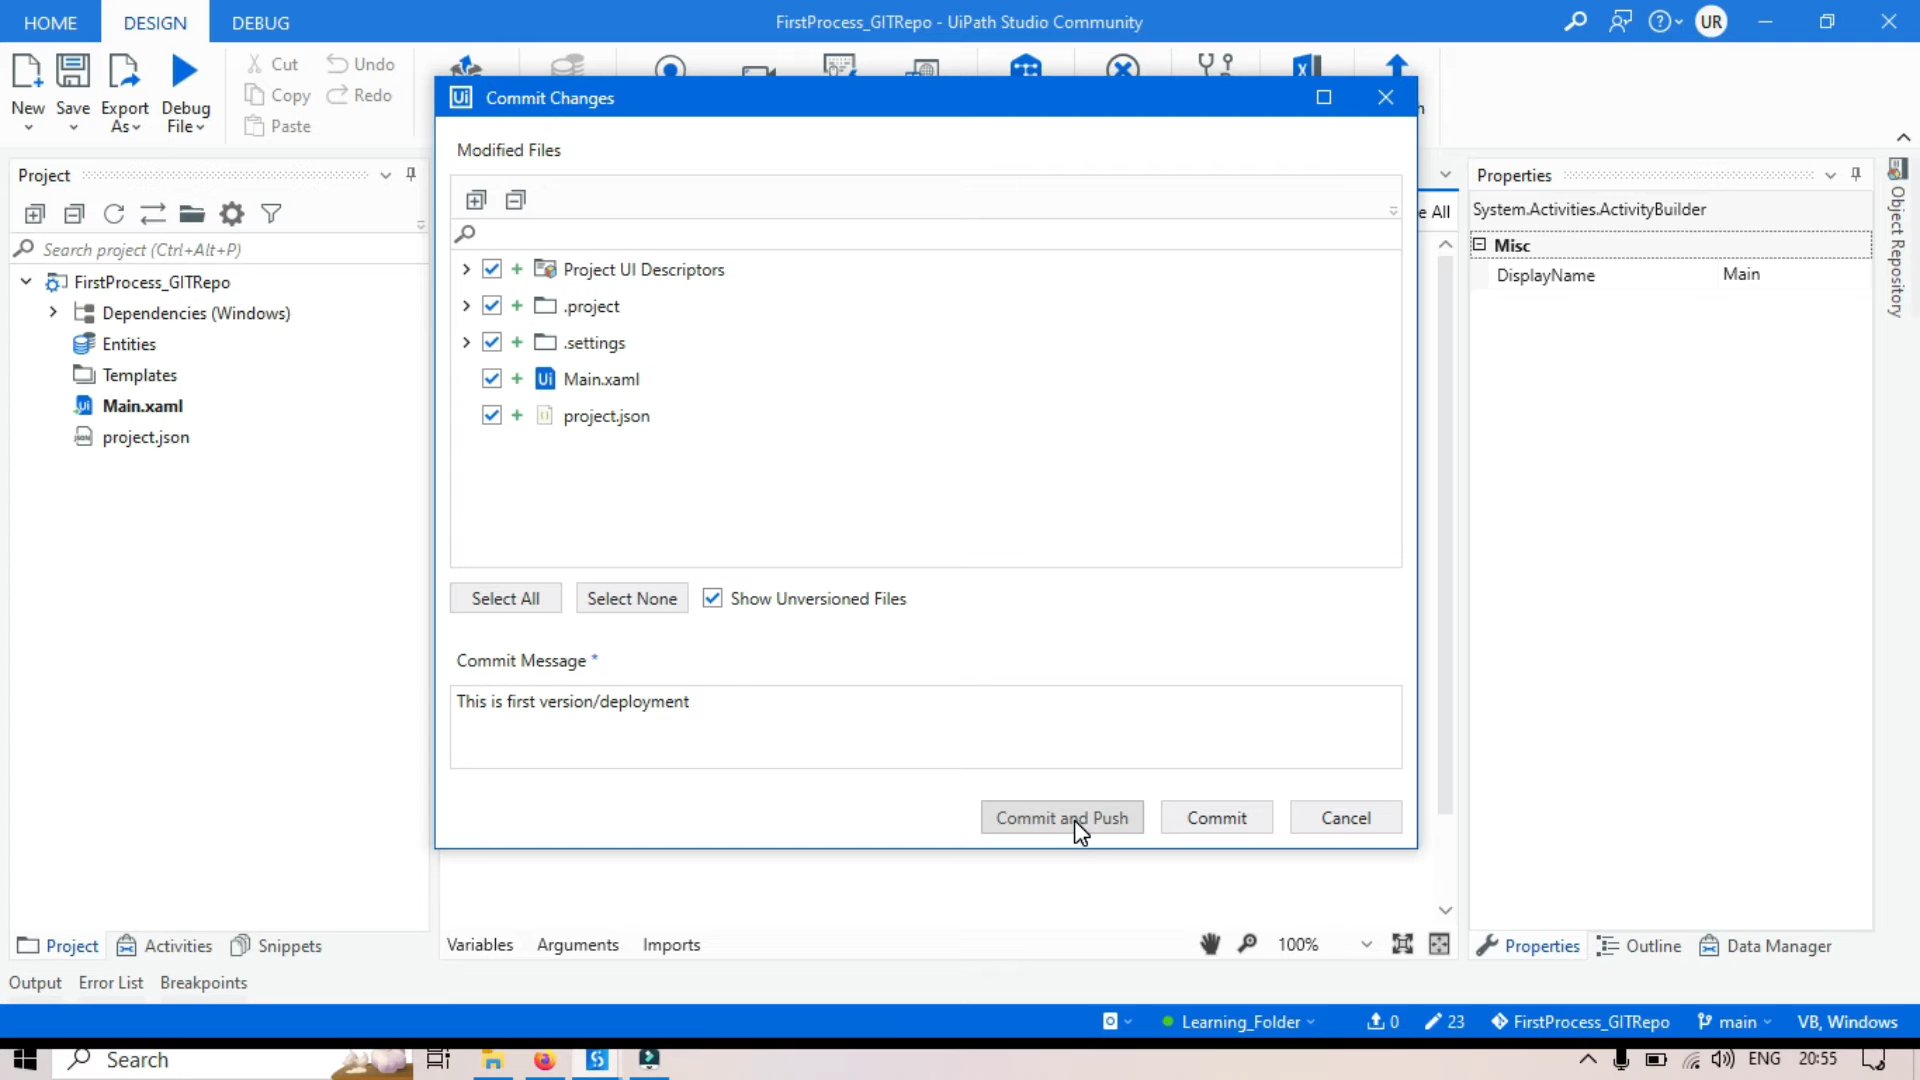 HOME DESIGN DEBUG FirstProcess_GITRepo - UiPath Studio Community UR
New Save Export As Debug File Cut Copy Paste Undo Redo
Commit Changes
Modified Files
Project UI Descriptors
.project
.settings
Main.xaml
project.json
Select All Select None Show Unversioned Files
Commit Message *
This is first version/deployment
Commit and Push Commit Cancel
Project
Search project (Ctrl+Alt+P)
FirstProcess_GITRepo
Dependencies (Windows)
Entities
Templates
Main.xaml
project.json
e All
Properties
System.Activities.ActivityBuilder
Misc
DisplayName Main
Object Repository
Project Activities Snippets
Variables Arguments Imports 100%
Properties Outline Data Manager
Output Error List Breakpoints
Learning_Folder 0 23 FirstProcess_GITRepo main VB, Windows
Search ENG 20:55